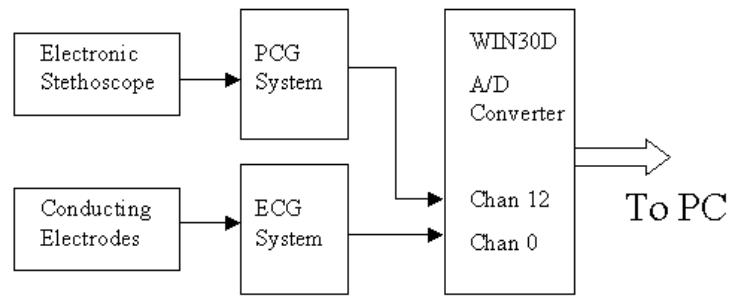 Electronic
Stethoscope
PCG
System
WIN30D
A/D
Converter
Conducting
Electrodes
ECG
System
Chan 12
Chan 0
To PC